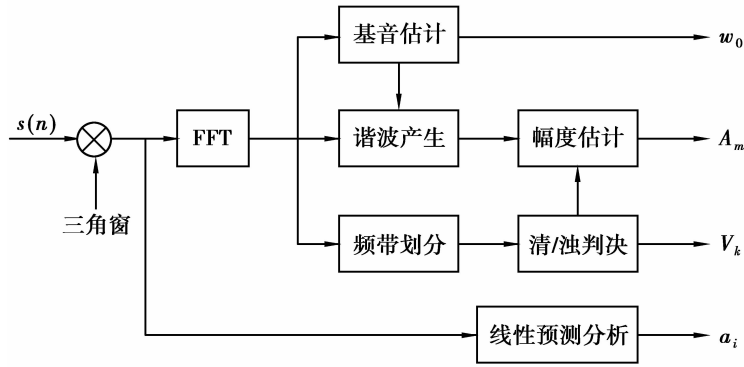 基音估计
w₀
s(n)
FFT
谐波产生
幅度估计
Aₘ
三角窗
频带划分
清/浊判决
Vₖ
线性预测分析
aᵢ